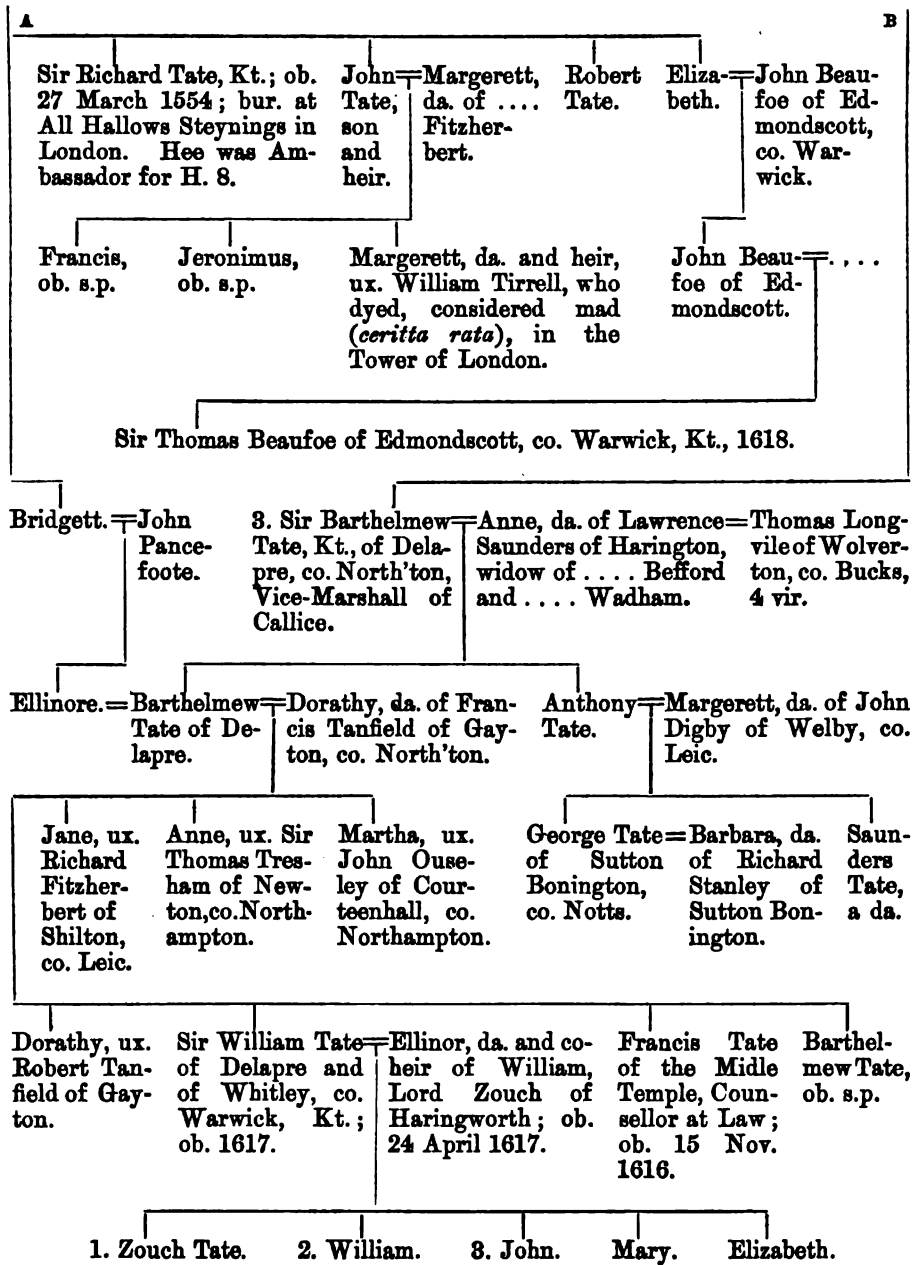 A
B
Sir Richard Tate, Kt.; ob.
27 March 1554; bur. at
All Hallows Steynings in
London. Hee was Am-
bassador for H. 8.
John
Tate,
son
and
heir.
Margerett,
da. of ....
Fitzher-
bert.
Robert
Tate.
Eliza-
beth.
John Beau-
foe of Ed-
mondscott,
co. War-
wick.
Francis,
ob. s.p.
Jeronimus,
ob. s.p.
Margerett, da. and heir,
ux. William Tirrell, who
dyed, considered mad
(ceritta rata), in the
Tower of London.
John Beau-
foe of Ed-
mondscott.
....
Sir Thomas Beaufoe of Edmondscott, co. Warwick, Kt., 1618.
Bridgett.
John
Pance-
foote.
3. Sir Barthelmew
Tate, Kt., of Dela-
pre, co. North'ton,
Vice-Marshall of
Callice.
Anne, da. of Lawrence
Saunders of Harington,
widow of .... Befford
and .... Wadham.
Thomas Long-
vile of Wolver-
ton, co. Bucks,
4 vir.
Ellinore.
Barthelmew
Tate of De-
lapre.
Dorathy, da. of Fran-
cis Tanfield of Gay-
ton, co. North'ton.
Anthony
Tate.
Margerett, da. of John
Digby of Welby, co.
Leic.
Jane, ux.
Richard
Fitzher-
bert of
Shilton,
co. Leic.
Anne, ux. Sir
Thomas Tres-
ham of New-
ton, co. North-
ampton.
Martha, ux.
John Ouse-
ley of Cour-
teenhall, co.
Northampton.
George Tate
of Sutton
Bonington,
co. Notts.
Barbara, da.
of Richard
Stanley of
Sutton Bon-
ington.
Saun-
ders
Tate,
a da.
Dorathy, ux.
Robert Tan-
field of Gay-
ton.
Sir William Tate
of Delapre and
of Whitley, co.
Warwick, Kt.;
ob. 1617.
Ellinor, da. and co-
heir of William,
Lord Zouch of
Haringworth; ob.
24 April 1617.
Francis Tate
of the Midle
Temple, Coun-
sellor at Law;
ob. 15 Nov.
1616.
Barthel-
mew Tate,
ob. s.p.
1. Zouch Tate.
2. William.
3. John.
Mary.
Elizabeth.